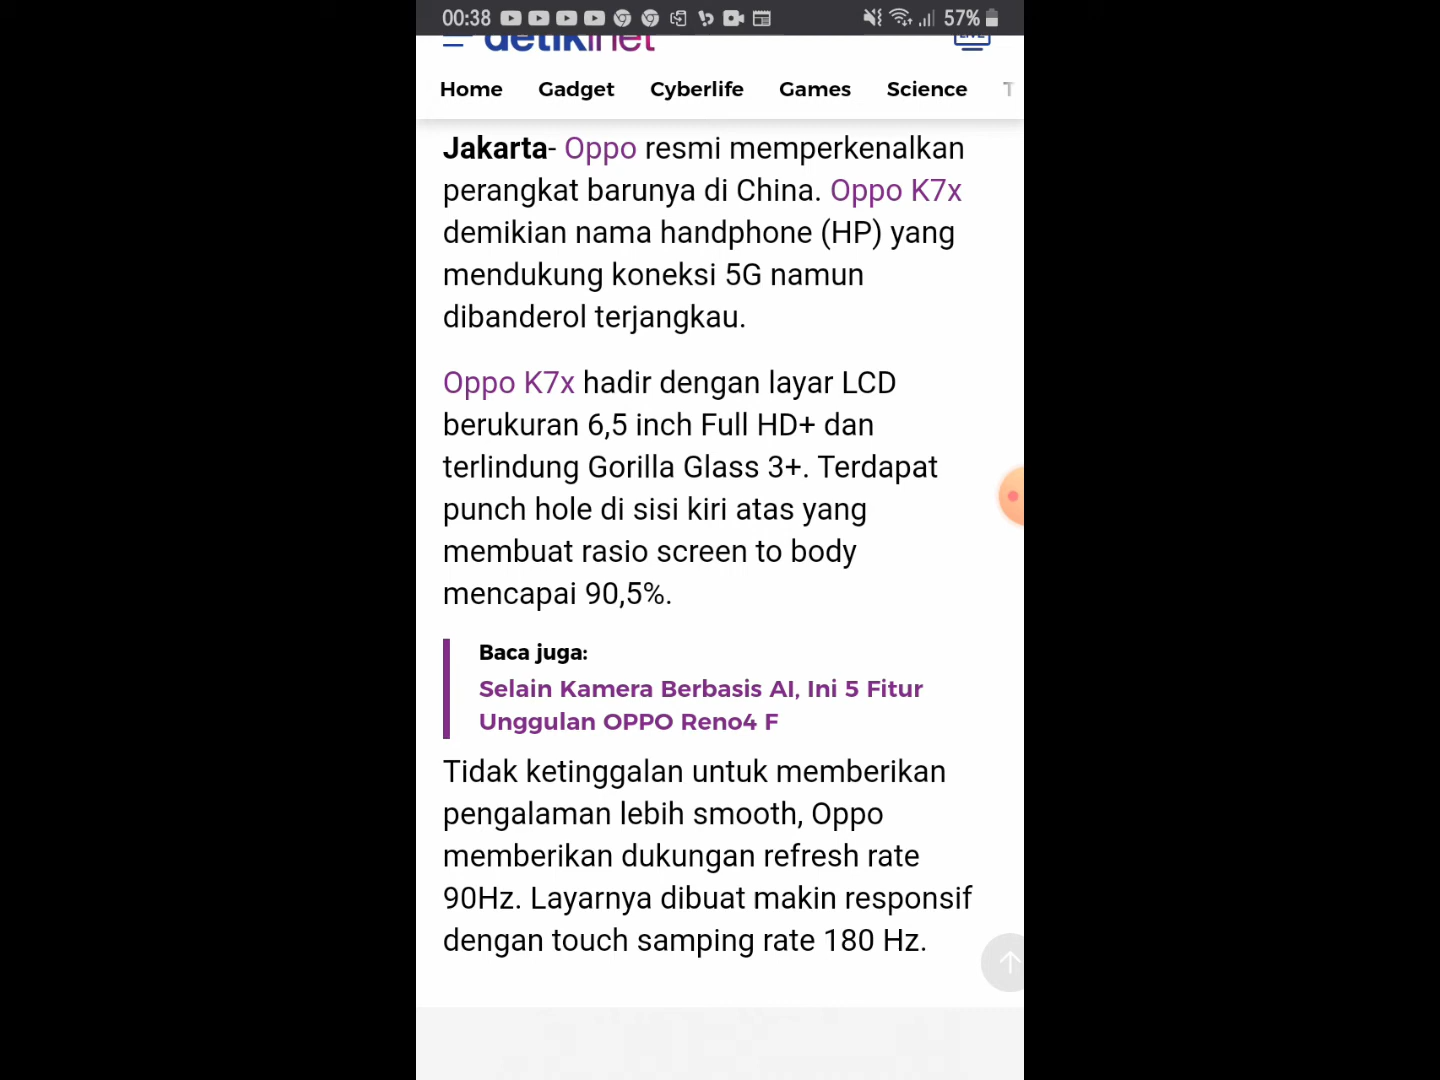 00:38 57%
detikinet
LIVE
Home Gadget Cyberlife Games Science T
Jakarta- Oppo resmi memperkenalkan
perangkat barunya di China. Oppo K7x
demikian nama handphone (HP) yang
mendukung koneksi 5G namun
dibanderol terjangkau.
Oppo K7x hadir dengan layar LCD
berukuran 6,5 inch Full HD+ dan
terlindung Gorilla Glass 3+. Terdapat
punch hole di sisi kiri atas yang
membuat rasio screen to body
mencapai 90,5%.
Baca juga:
Selain Kamera Berbasis AI, Ini 5 Fitur
Unggulan OPPO Reno4 F
Tidak ketinggalan untuk memberikan
pengalaman lebih smooth, Oppo
memberikan dukungan refresh rate
90Hz. Layarnya dibuat makin responsif
dengan touch samping rate 180 Hz.